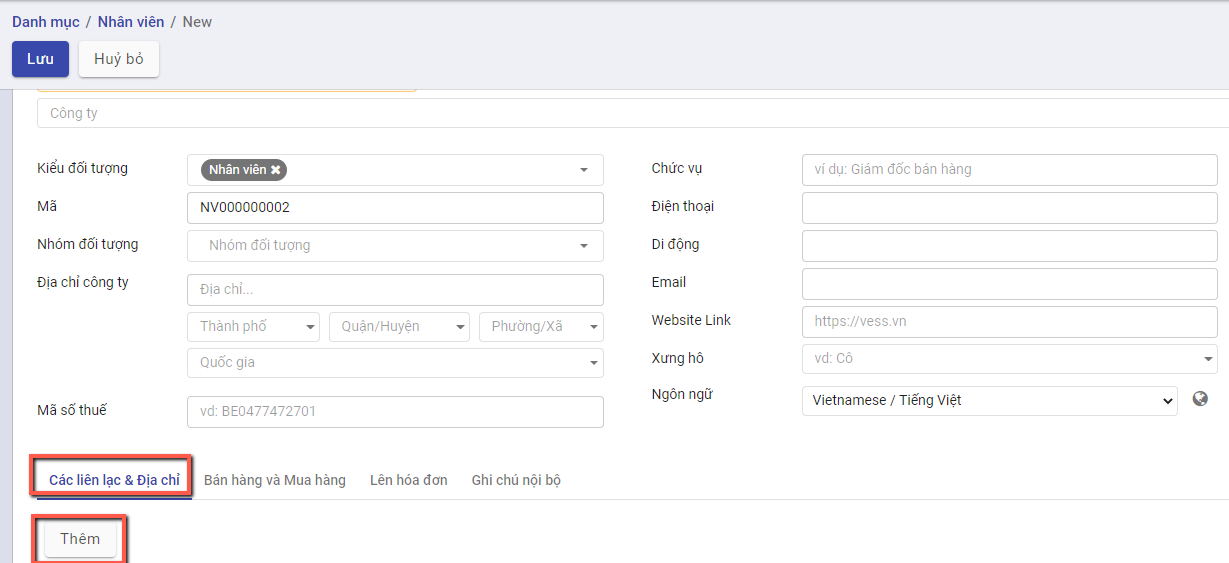 Danh mục / Nhân viên / New
Lưu Huỷ bỏ
Công ty
Kiểu đối tượng Nhân viên ✖
Mã NV000000002
Nhóm đối tượng Nhóm đối tượng
Địa chỉ công ty Địa chỉ...
Thành phố Quận/Huyện Phường/Xã
Quốc gia
Mã số thuế vd: BE0477472701
Chức vụ ví dụ: Giám đốc bán hàng
Điện thoại
Di động
Email
Website Link https://vess.vn
Xưng hô vd: Cô
Ngôn ngữ Vietnamese / Tiếng Việt
Các liên lạc & Địa chỉ Bán hàng và Mua hàng Lên hóa đơn Ghi chú nội bộ
Thêm